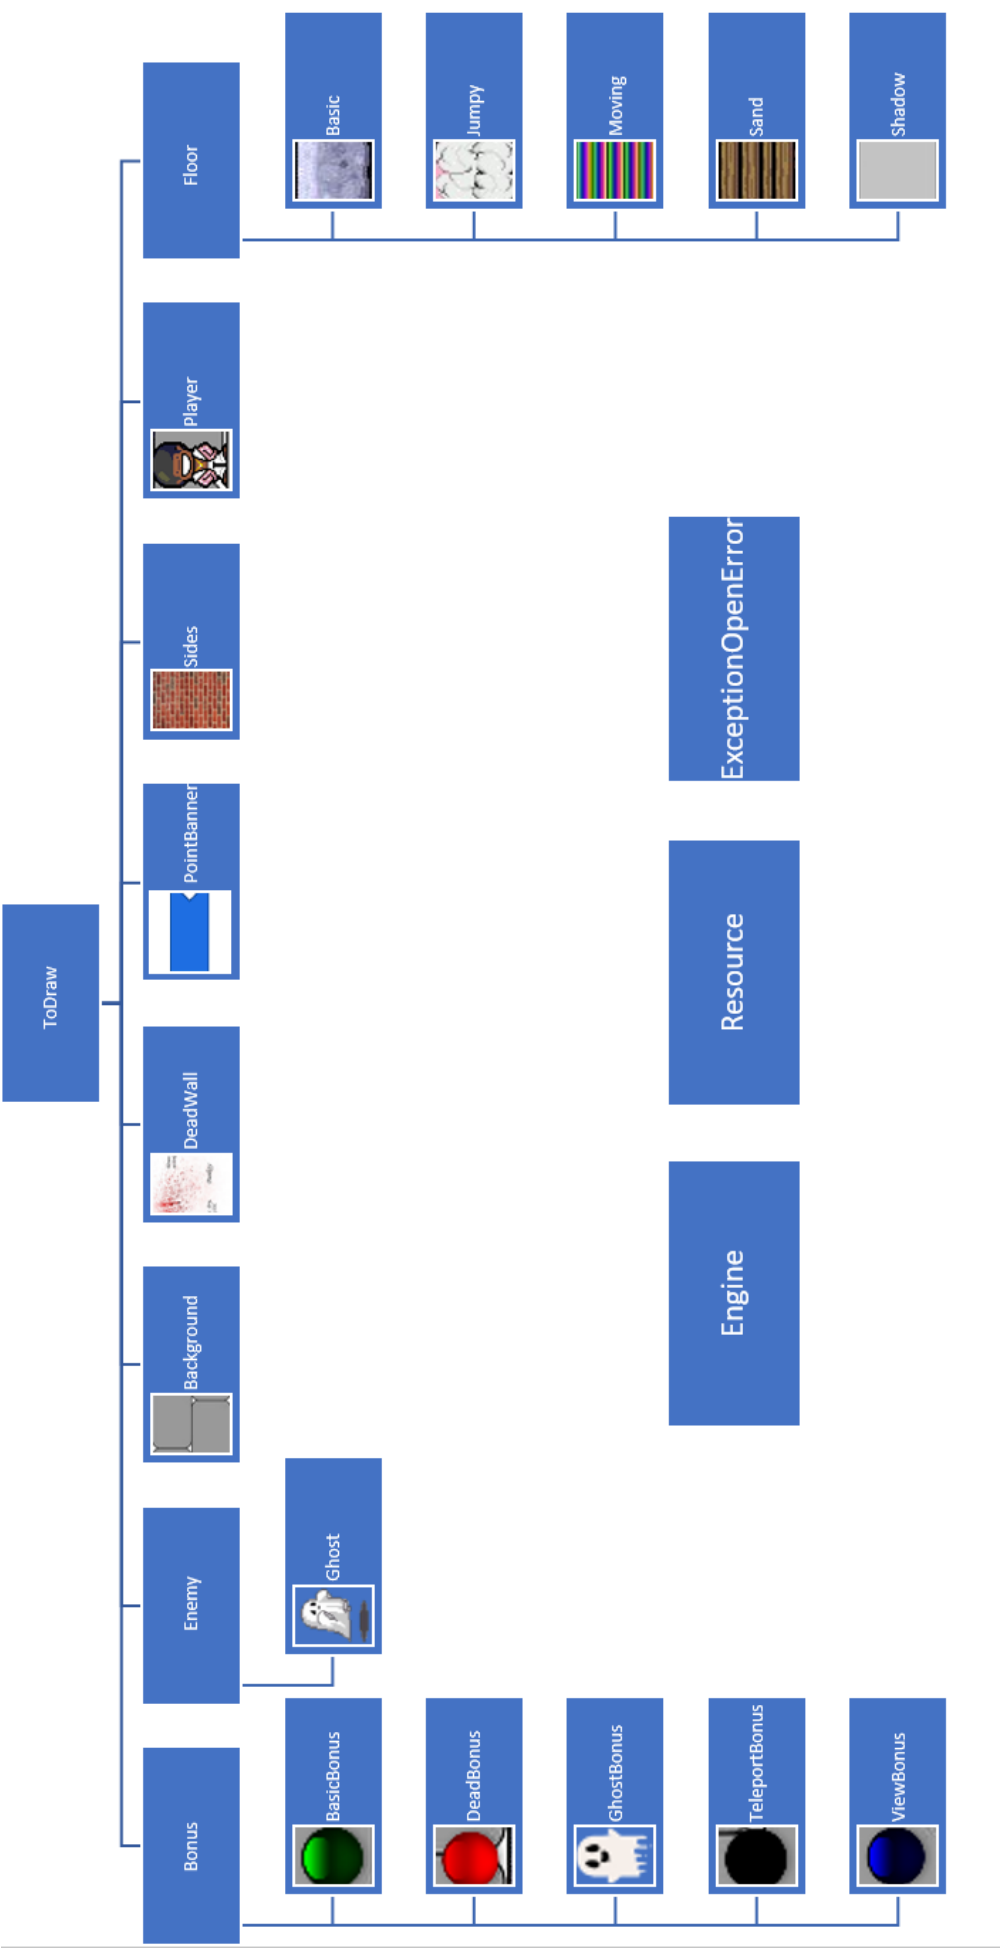 ToDraw
Bonus
Enemy
Background
DeadWall
PointBanner
Sides
Player
Floor
BasicBonus
DeadBonus
GhostBonus
TeleportBonus
ViewBonus
Ghost
Basic
Jumpy
Moving
Sand
Shadow
Engine
Resource
ExceptionOpenError